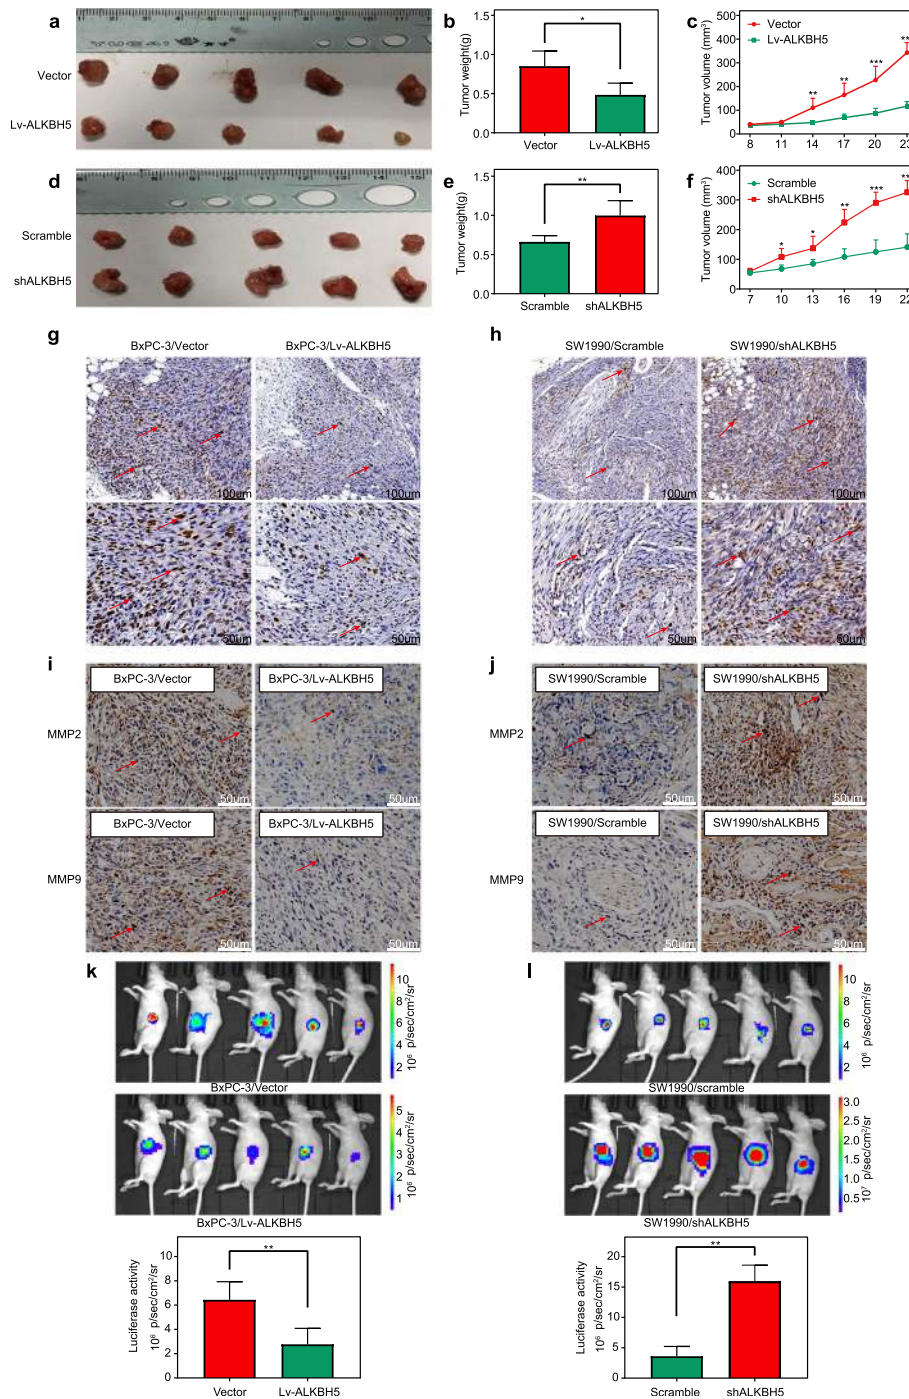 a
Vector
Lv-ALKBH5
b
Tumor weight(g)
1.5
1.0
0.5
0.0
*
Vector
Lv-ALKBH5
c
Tumor volume (mm³)
500
400
300
200
100
0
Vector
Lv-ALKBH5
**
**
***
**
8 11 14 17 20 23
d
Scramble
shALKBH5
e
Tumor weight(g)
1.5
1.0
0.5
0.0
**
Scramble
shALKBH5
f
Tumor volume (mm³)
400
300
200
100
0
Scramble
shALKBH5
*
*
**
***
**
7 10 13 16 19 22
g
BxPC-3/Vector
BxPC-3/Lv-ALKBH5
100um
100um
50um
50um
h
SW1990/Scramble
SW1990/shALKBH5
100um
100um
50um
50um
i
MMP2
BxPC-3/Vector
BxPC-3/Lv-ALKBH5
50um
50um
MMP9
BxPC-3/Vector
BxPC-3/Lv-ALKBH5
50um
50um
j
MMP2
SW1990/Scramble
SW1990/shALKBH5
50um
50um
MMP9
SW1990/Scramble
SW1990/shALKBH5
50um
50um
k
10
8
6
4
2
10⁶ p/sec/cm²/sr
BxPC-3/Vector
5
4
3
2
1
10⁶ p/sec/cm²/sr
BxPC-3/Lv-ALKBH5
Luciferase activity
10⁶ p/sec/cm²/sr
10
8
6
4
2
0
**
Vector
Lv-ALKBH5
l
10
8
6
4
2
10⁶ p/sec/cm²/sr
SW1990/scramble
3.0
2.5
2.0
1.5
1.0
0.5
10⁷ p/sec/cm²/sr
SW1990/shALKBH5
Luciferase activity
10⁶ p/sec/cm²/sr
20
15
10
5
0
**
Scramble
shALKBH5